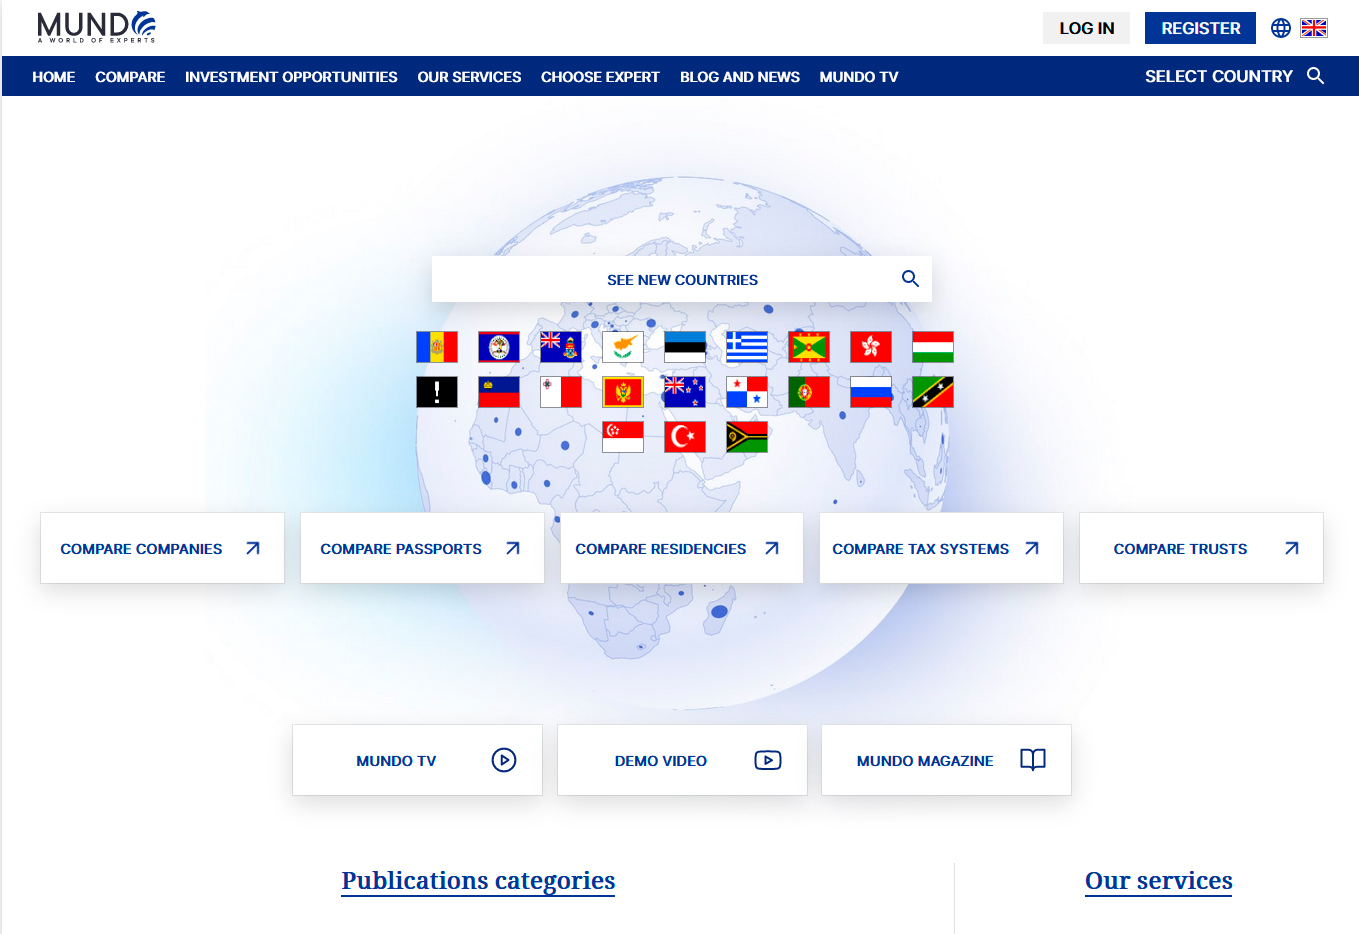 MUNDO
A WORLD OF EXPERTS
LOG IN
REGISTER
HOME COMPARE INVESTMENT OPPORTUNITIES OUR SERVICES CHOOSE EXPERT BLOG AND NEWS MUNDO TV SELECT COUNTRY
SEE NEW COUNTRIES
!
COMPARE COMPANIES
COMPARE PASSPORTS
COMPARE RESIDENCIES
COMPARE TAX SYSTEMS
COMPARE TRUSTS
MUNDO TV
DEMO VIDEO
MUNDO MAGAZINE
Publications categories
Our services